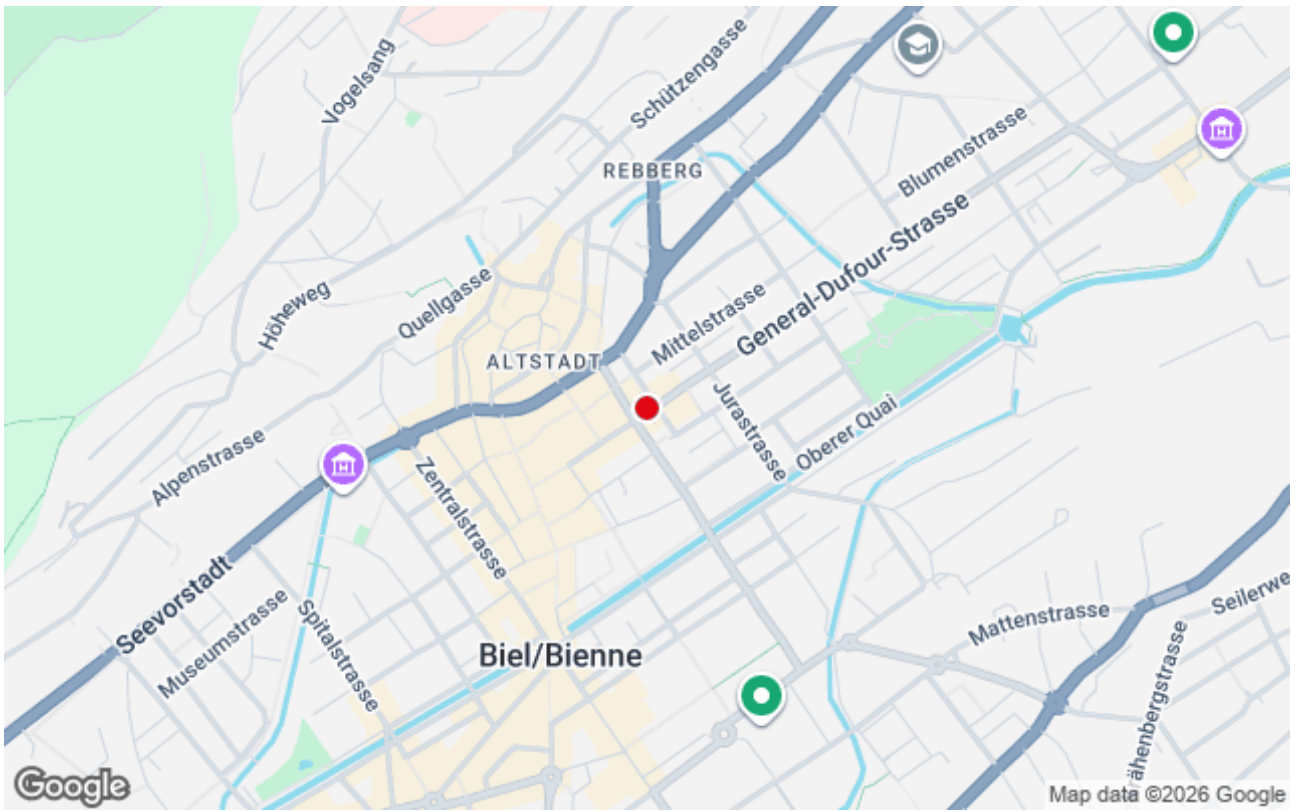 Vogelsang
Schützengasse
REBBERG
Blumenstrasse
General-Dufour-Strasse
Höheweg
Quellgasse
Mittelstrasse
ALTSTADT
Jurastrasse
Oberer Quai
Alpenstrasse
Zentralstrasse
Seevorstadt
Museumstrasse
Spitalstrasse
Biel/Bienne
Mattenstrasse
Seilerwe
rähenbergstrasse
Google
Map data ©2026 Google